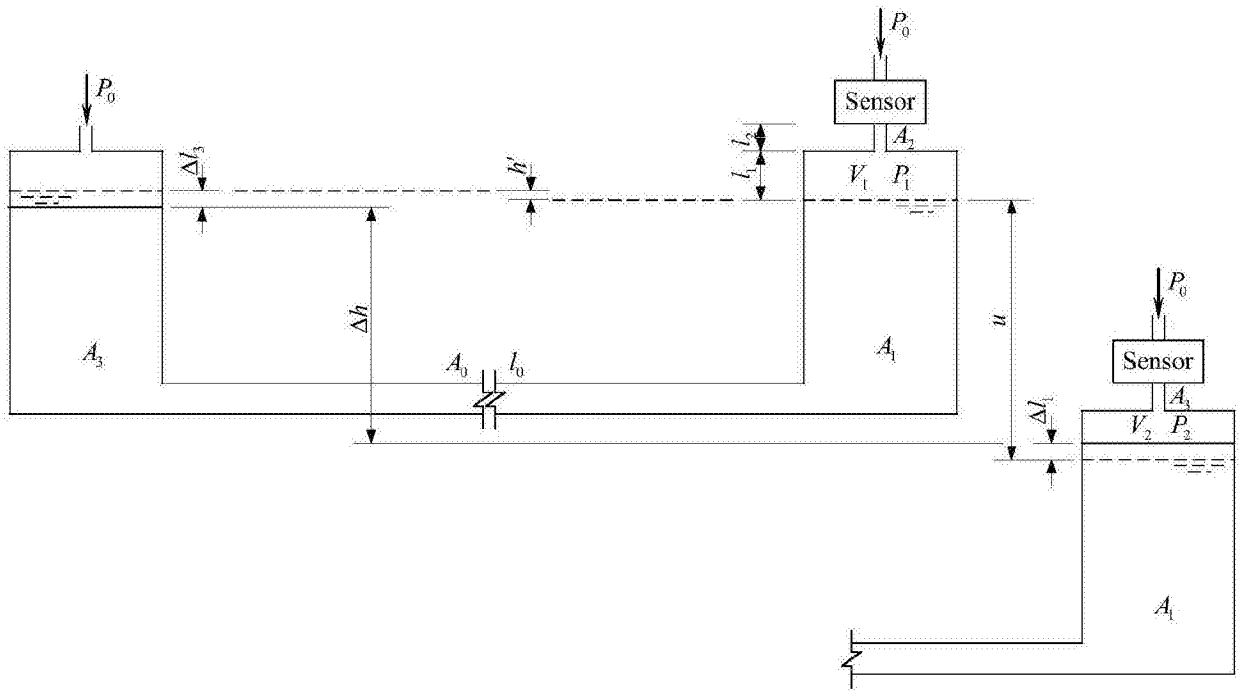 P₀
Sensor
P₀
l₂
A₂
Δl₃
h'
l₁
V₁ P₁
P₀
Δh
u
A₃
A₀ l₀
A₁
Sensor
A₃
Δl₁
V₂ P₂
A₁